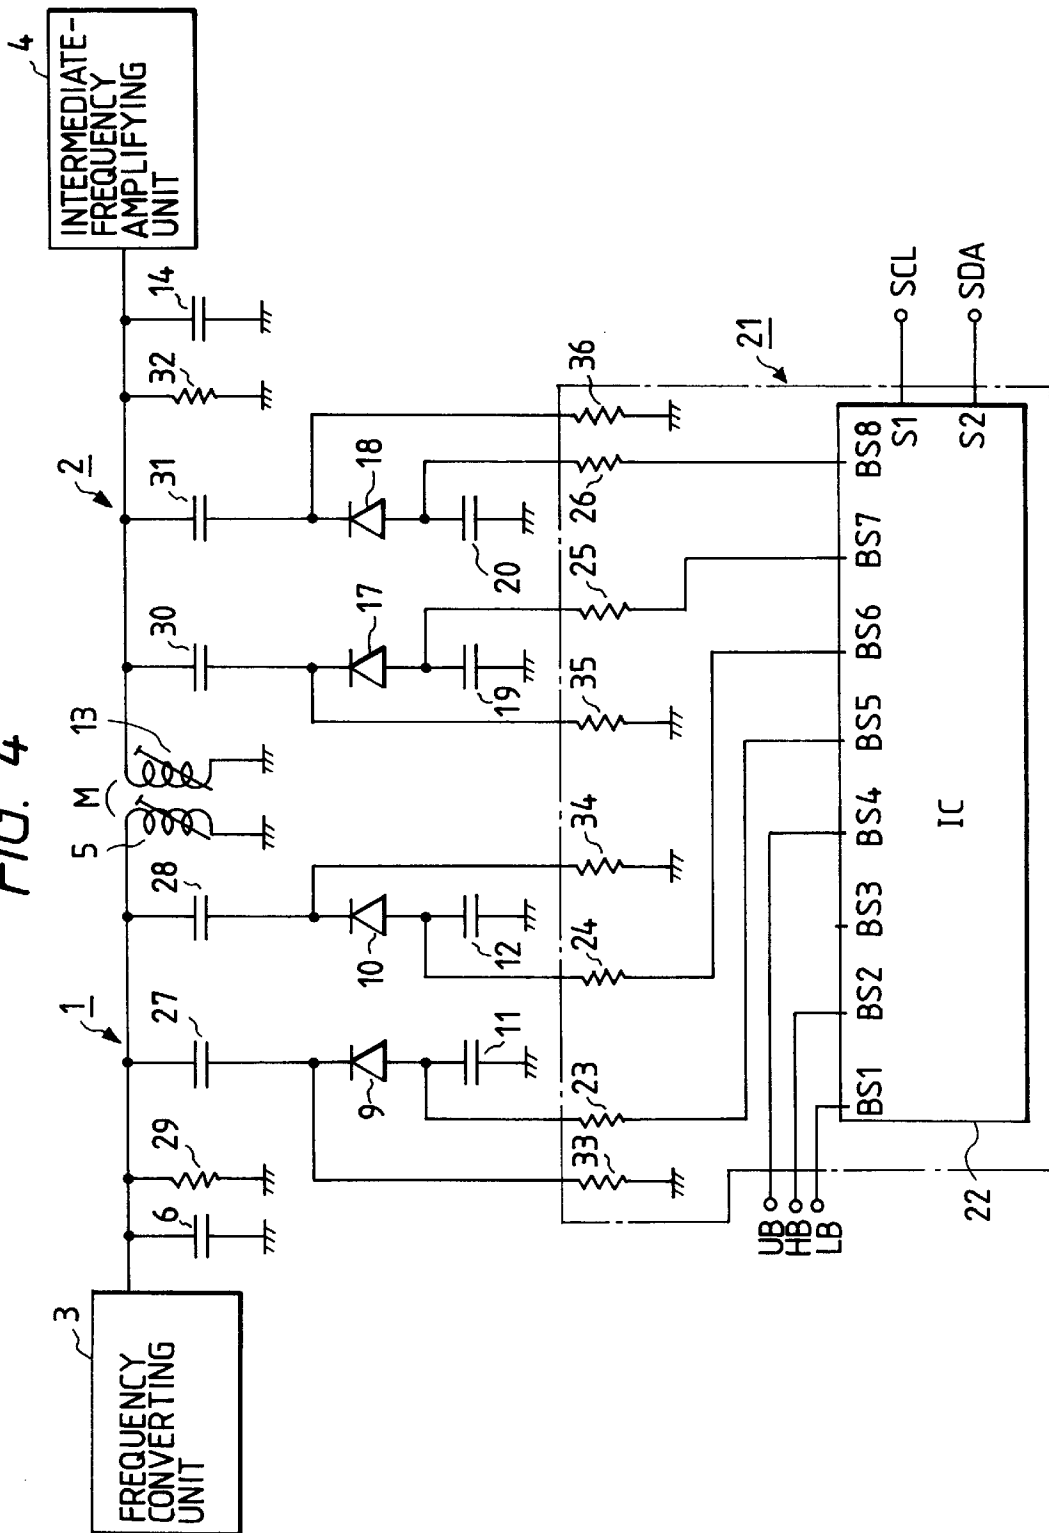 FIG. 4
3
FREQUENCY
CONVERTING
UNIT
4
INTERMEDIATE-
FREQUENCY
AMPLIFYING
UNIT
1
2
6
29
27
28
5
M
13
30
31
32
14
9
10
17
18
11
12
19
20
21
33
23
24
34
35
25
26
36
UB
HB
LB
BS1
BS2
BS3
BS4
BS5
BS6
BS7
BS8
S1
S2
SCL
SDA
IC
22